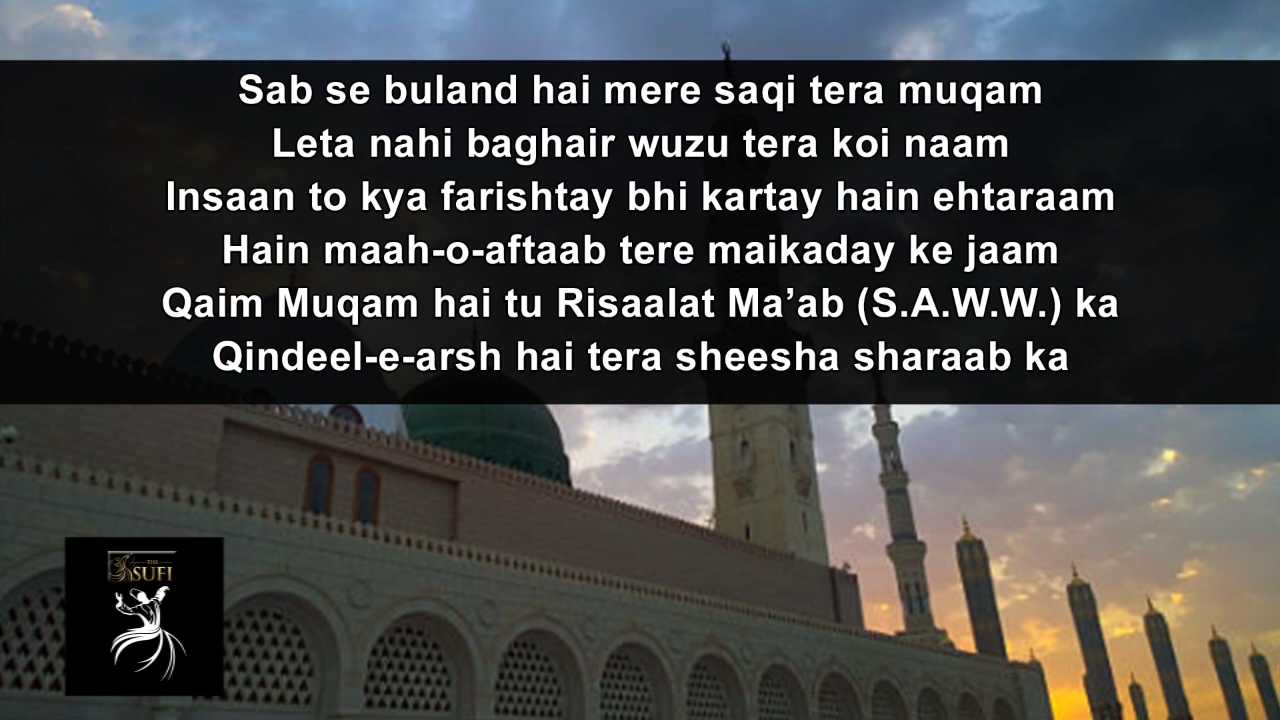 Sab se buland hai mere saqi tera muqam
Leta nahi baghair wuzu tera koi naam
Insaan to kya farishtay bhi kartay hain ehtaraam
Hain maah-o-aftaab tere maikaday ke jaam
Qaim Muqam hai tu Risaalat Ma’ab (S.A.W.W.) ka
Qindeel-e-arsh hai tera sheesha sharaab ka
THE
SUFI